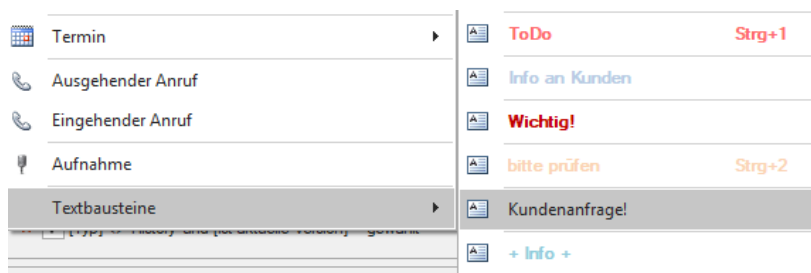 Termin
Ausgehender Anruf
Eingehender Anruf
Aufnahme
Textbausteine
ToDo Strg+1
Info an Kunden
Wichtig!
bitte prüfen Strg+2
Kundenanfrage!
+ Info +